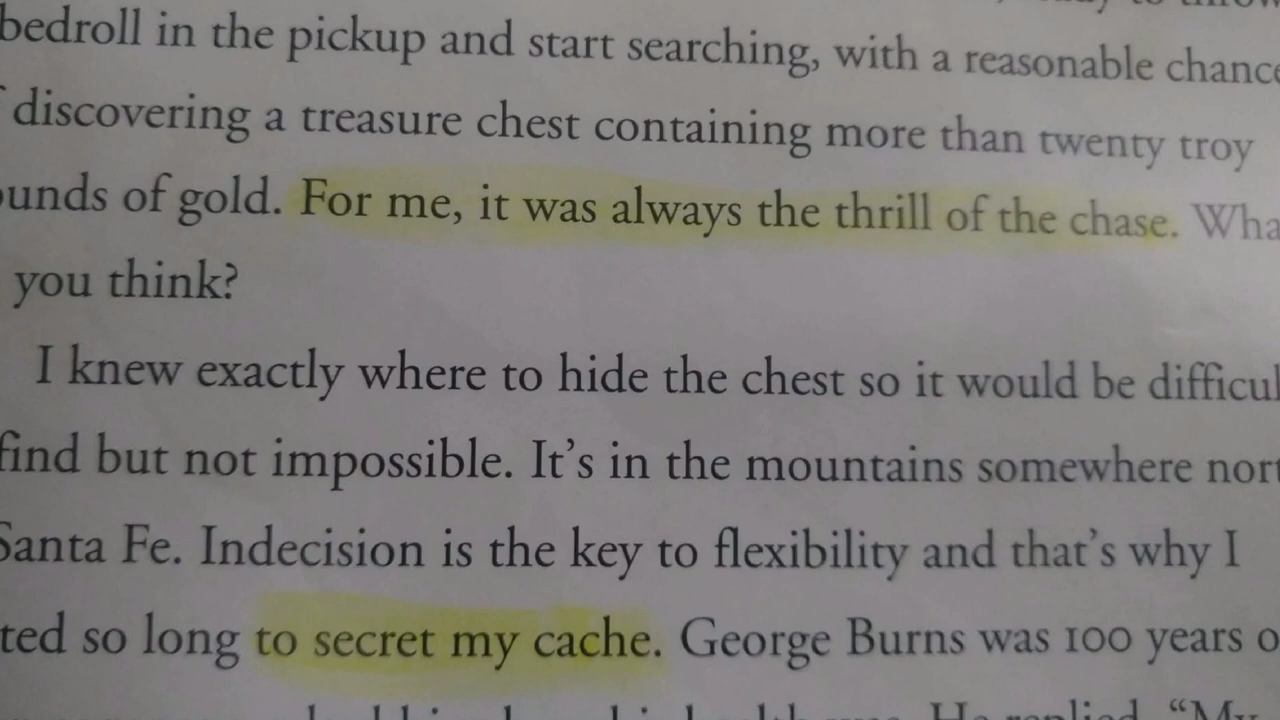 bedroll in the pickup and start searching, with a reasonable chance
discovering a treasure chest containing more than twenty troy
unds of gold. For me, it was always the thrill of the chase. Wha
you think?
I knew exactly where to hide the chest so it would be difficul
find but not impossible. It's in the mountains somewhere nort
Santa Fe. Indecision is the key to flexibility and that's why I
ted so long to secret my cache. George Burns was 100 years o
He replied, "My